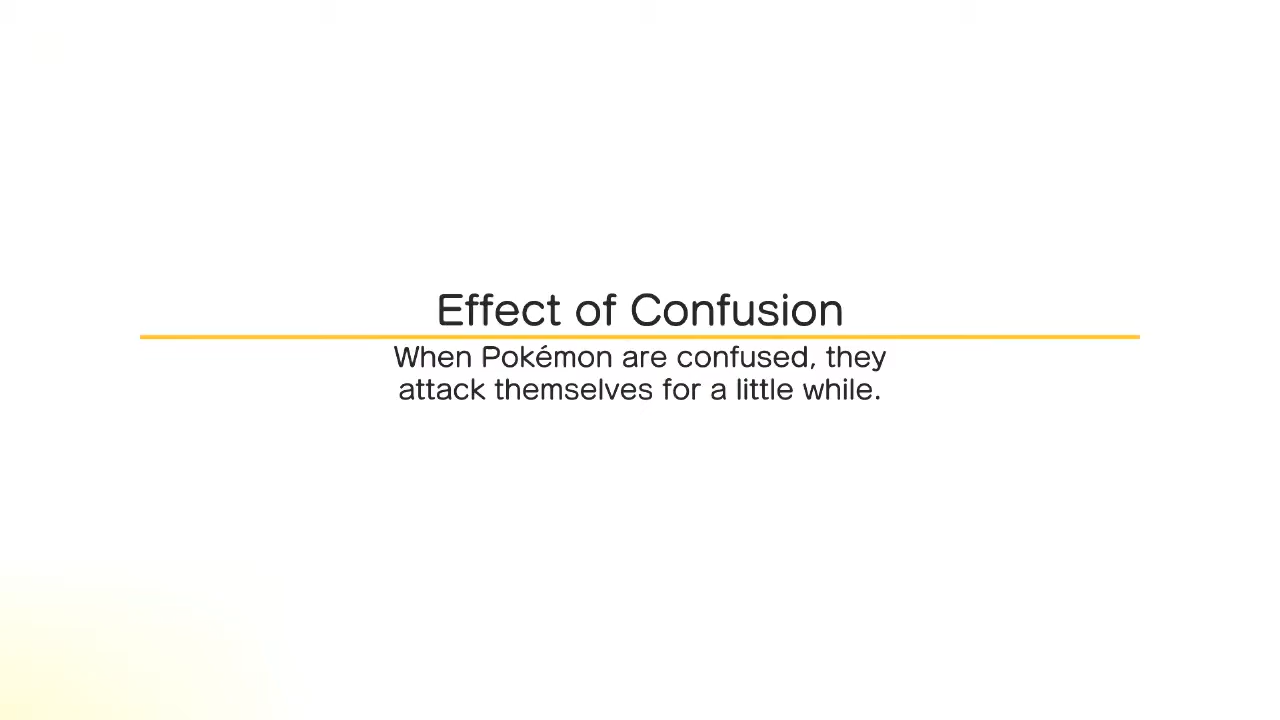 Effect of Confusion
When Pokémon are confused, they
attack themselves for a little while.